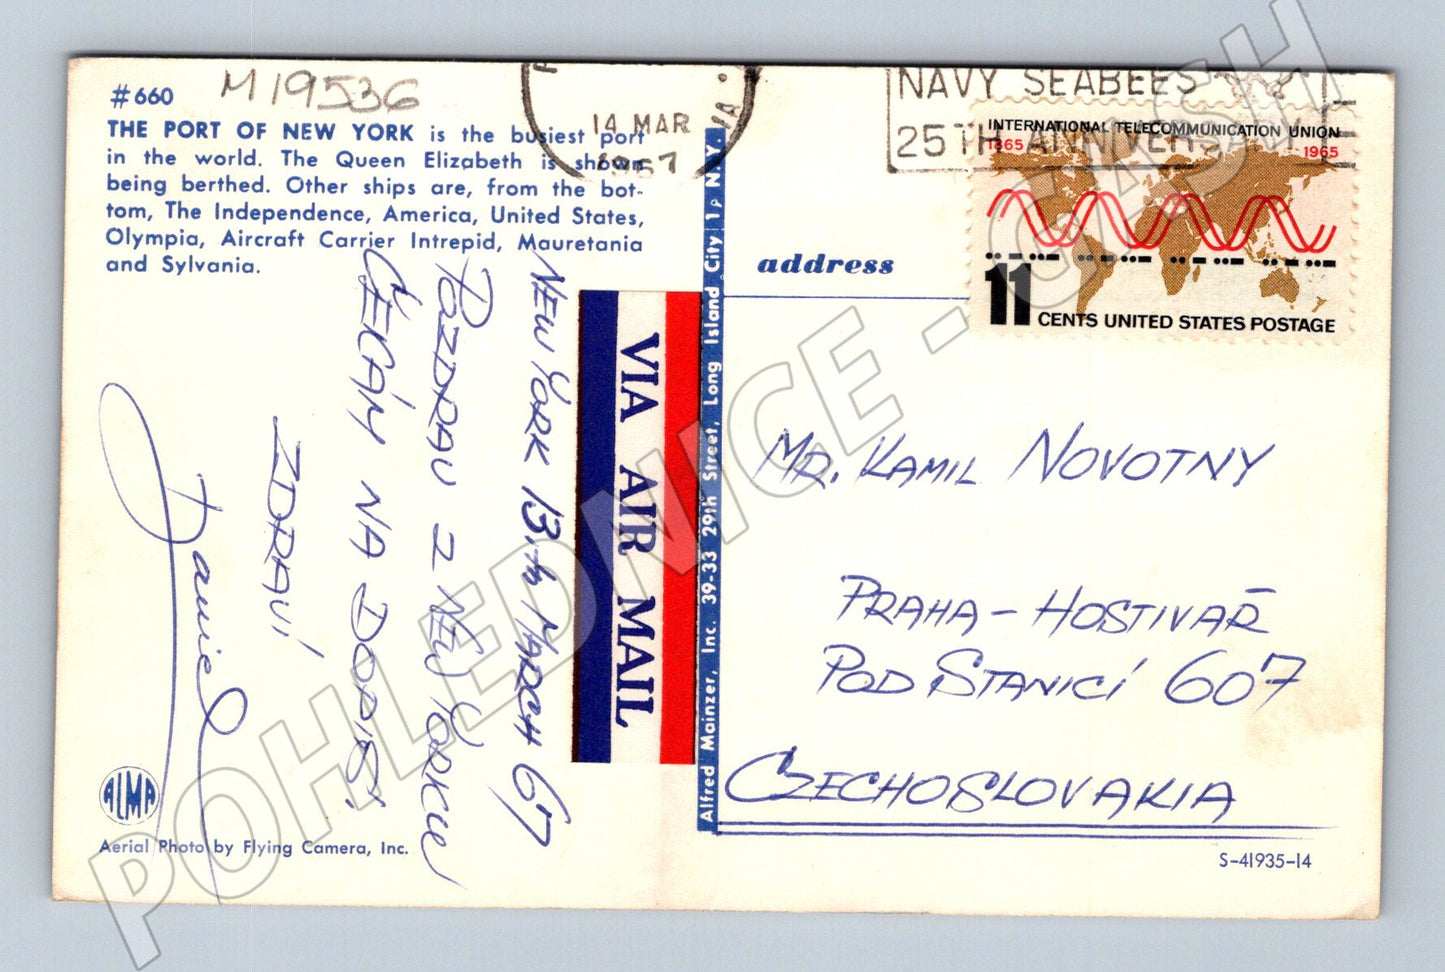 #660
M19536
THE PORT OF NEW YORK is the busiest port
in the world. The Queen Elizabeth is shown
being berthed. Other ships are, from the bot-
tom, The Independence, America, United States,
Olympia, Aircraft Carrier Intrepid, Mauretania
and Sylvania.
14 MAR
1967
NAVY SEABEES
25TH ANNIVERSARY
INTERNATIONAL TELECOMMUNICATION UNION
1865
1965
11
CENTS UNITED STATES POSTAGE
address
NEW YORK 13.th MARCH 67
POZDRAV Z NEW YORKU
ČECHŮM NA
ZDRAVÍ
Daniel
VIA AIR MAIL
Alfred Mainzer, Inc. 39-33 29th Street, Long Island City 1, N.Y.
MR. KAMIL NOVOTNY
PRAHA - HOSTIVAŘ
POD STANICÍ 607
CZECHOSLOVAKIA
ALMA
Aerial Photo by Flying Camera, Inc.
S-41935-14
POHLEDNICE - CASH